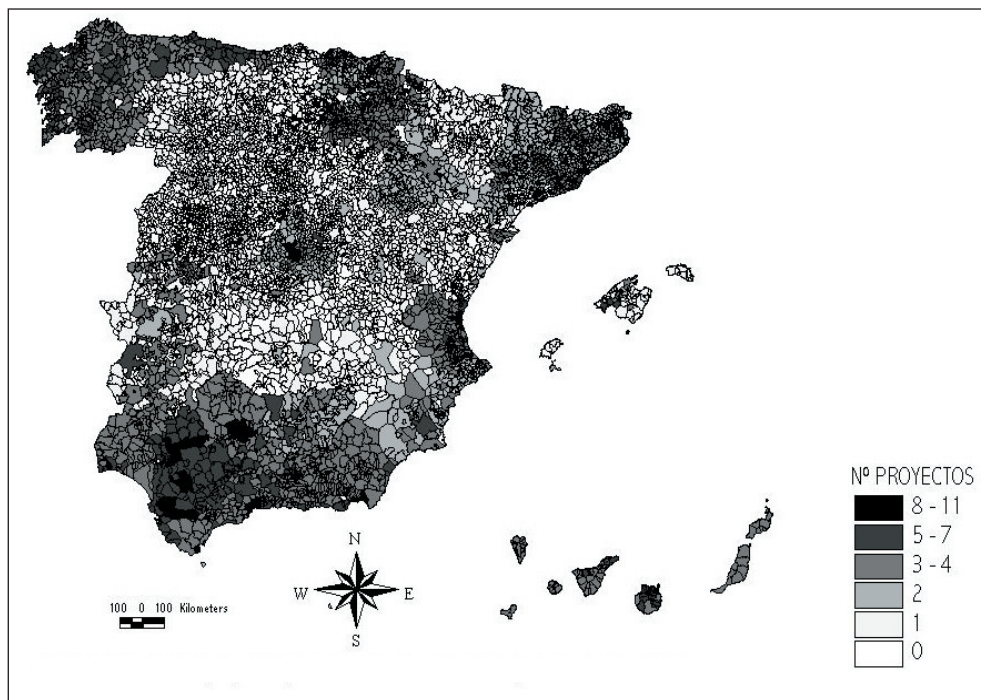 Nº PROYECTOS
8 - 11
5 - 7
3 - 4
2
1
0
N
W E
S
100 0 100 Kilometers